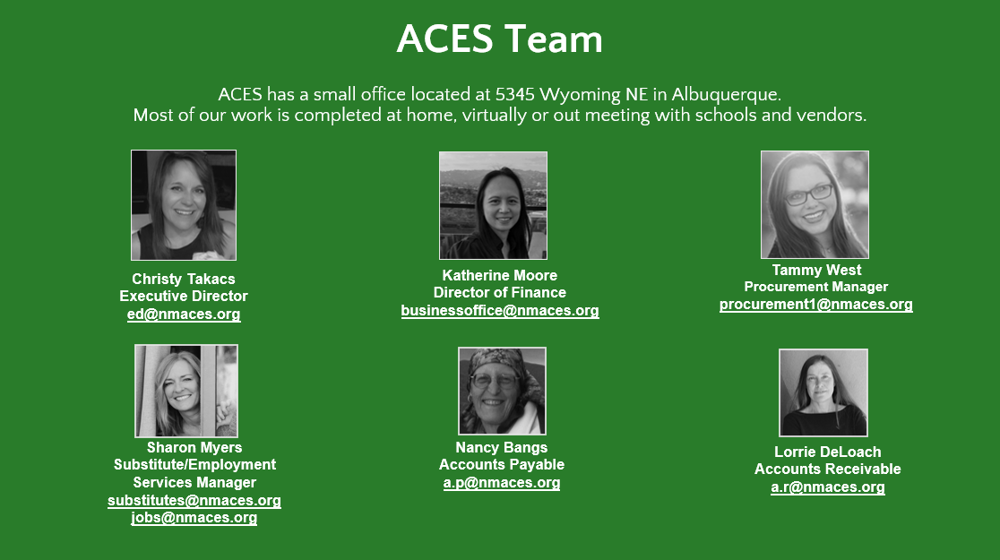 ACES Team
ACES has a small office located at 5345 Wyoming NE in Albuquerque.
Most of our work is completed at home, virtually or out meeting with schools and vendors.
Christy Takacs
Executive Director
ed@nmaces.org
Katherine Moore
Director of Finance
businessoffice@nmaces.org
Tammy West
Procurement Manager
procurement1@nmaces.org
Sharon Myers
Substitute/Employment
Services Manager
substitutes@nmaces.org
jobs@nmaces.org
Nancy Bangs
Accounts Payable
a.p@nmaces.org
Lorrie DeLoach
Accounts Receivable
a.r@nmaces.org